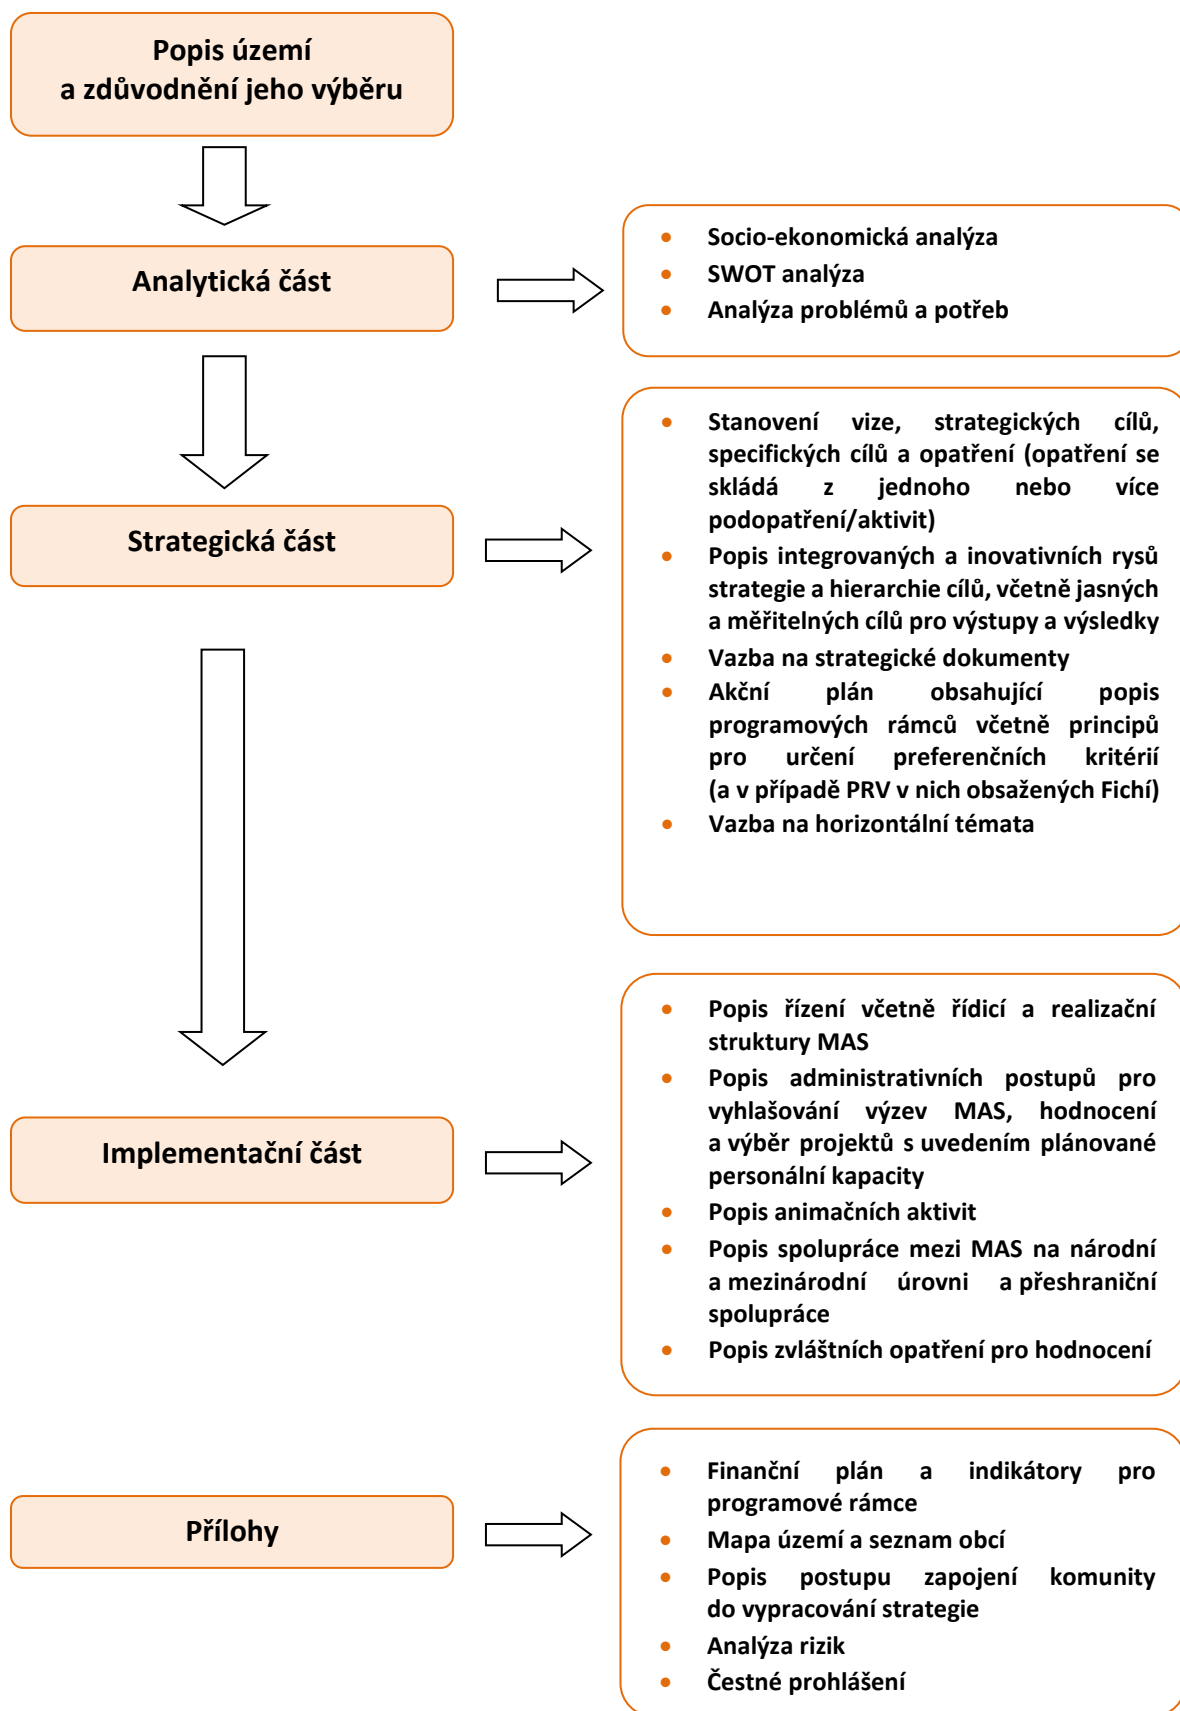 Popis území
a zdůvodnění jeho výběru
Analytická část
• Socio-ekonomická analýza
• SWOT analýza
• Analýza problémů a potřeb
Strategická část
• Stanovení vize, strategických cílů,
specifických cílů a opatření (opatření se
skládá z jednoho nebo více
podopatření/aktivit)
• Popis integrovaných a inovativních rysů
strategie a hierarchie cílů, včetně jasných
a měřitelných cílů pro výstupy a výsledky
• Vazba na strategické dokumenty
• Akční plán obsahující popis
programových rámců včetně principů
pro určení preferenčních kritérií
(a v případě PRV v nich obsažených Fichí)
• Vazba na horizontální témata
Implementační část
• Popis řízení včetně řídicí a realizační
struktury MAS
• Popis administrativních postupů pro
vyhlašování výzev MAS, hodnocení
a výběr projektů s uvedením plánované
personální kapacity
• Popis animačních aktivit
• Popis spolupráce mezi MAS na národní
a mezinárodní úrovni a přeshraniční
spolupráce
• Popis zvláštních opatření pro hodnocení
Přílohy
• Finanční plán a indikátory pro
programové rámce
• Mapa území a seznam obcí
• Popis postupu zapojení komunity
do vypracování strategie
• Analýza rizik
• Čestné prohlášení